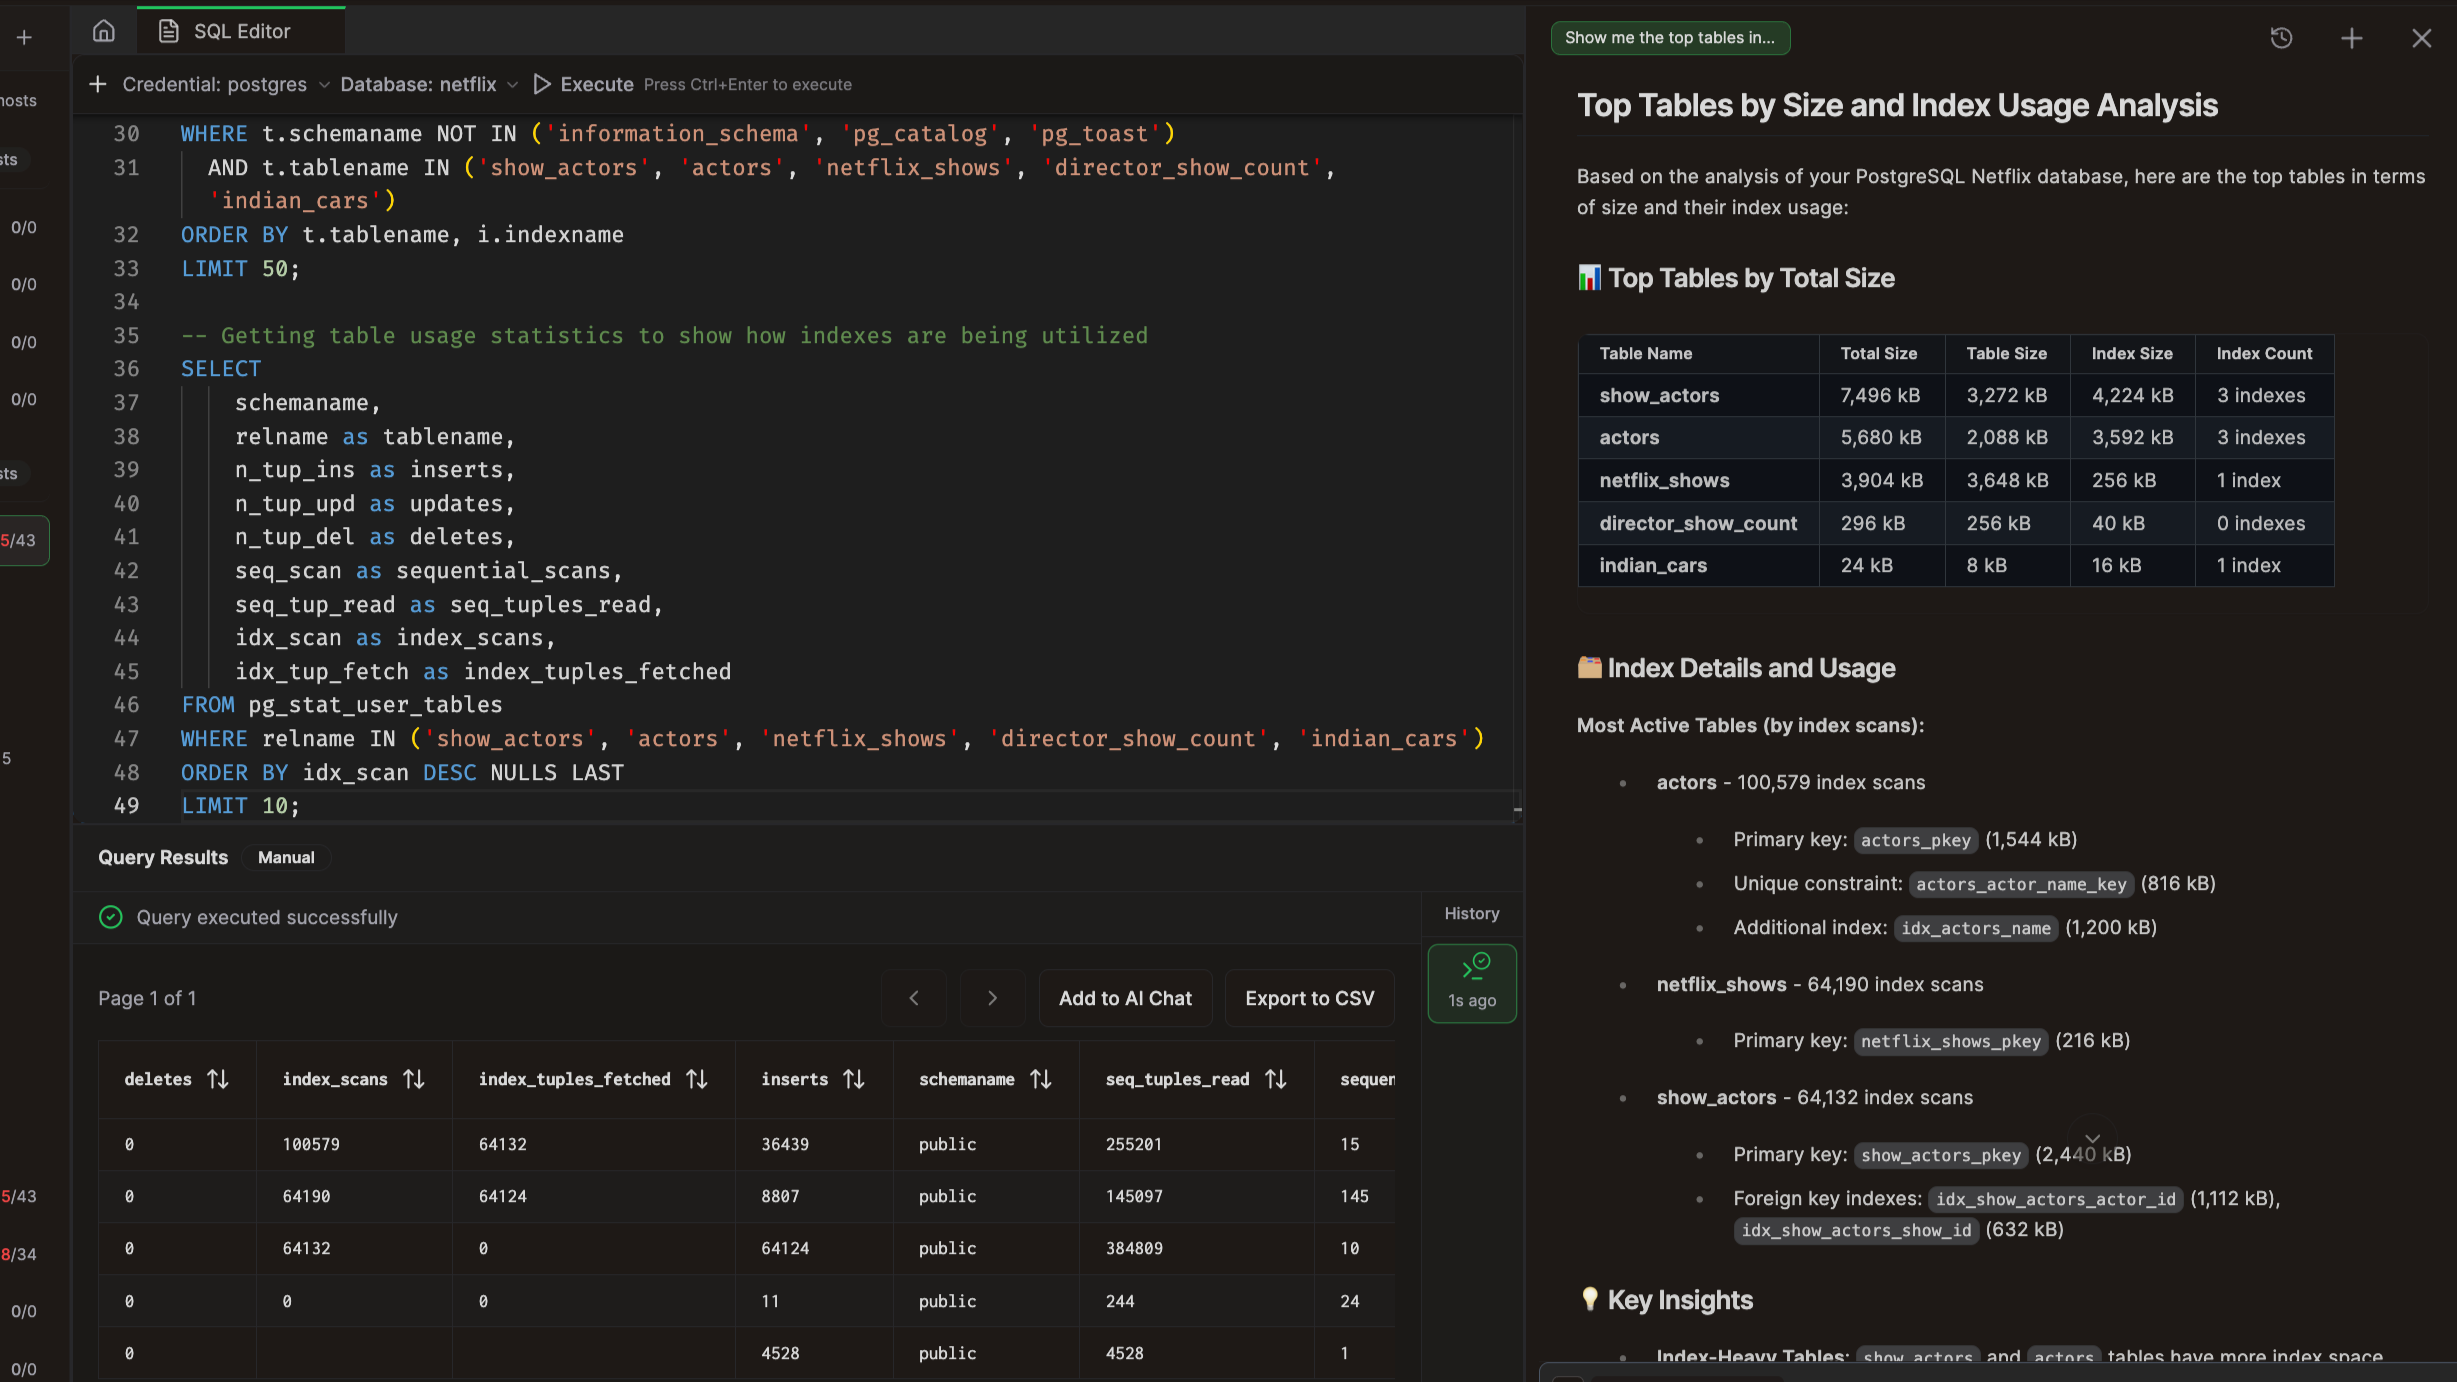 nosts
sts
0/0
0/0
0/0
0/0
sts
5/43
5
5/43
8/34
0/0
0/0
SQL Editor
Credential: postgres Database: netflix Execute Press Ctrl+Enter to execute
30 WHERE t.schemaname NOT IN ('information_schema', 'pg_catalog', 'pg_toast')
31 AND t.tablename IN ('show_actors', 'actors', 'netflix_shows', 'director_show_count',
'indian_cars')
32 ORDER BY t.tablename, i.indexname
33 LIMIT 50;
34
35 -- Getting table usage statistics to show how indexes are being utilized
36 SELECT
37 schemaname,
38 relname as tablename,
39 n_tup_ins as inserts,
40 n_tup_upd as updates,
41 n_tup_del as deletes,
42 seq_scan as sequential_scans,
43 seq_tup_read as seq_tuples_read,
44 idx_scan as index_scans,
45 idx_tup_fetch as index_tuples_fetched
46 FROM pg_stat_user_tables
47 WHERE relname IN ('show_actors', 'actors', 'netflix_shows', 'director_show_count', 'indian_cars')
48 ORDER BY idx_scan DESC NULLS LAST
49 LIMIT 10;
Query Results Manual
Query executed successfully
History
1s ago
Page 1 of 1
Add to AI Chat Export to CSV
deletes index_scans index_tuples_fetched inserts schemaname seq_tuples_read sequen
0 100579 64132 36439 public 255201 15
0 64190 64124 8807 public 145097 145
0 64132 0 64124 public 384809 10
0 0 0 11 public 244 24
0 4528 public 4528 1
Show me the top tables in...
Top Tables by Size and Index Usage Analysis
Based on the analysis of your PostgreSQL Netflix database, here are the top tables in terms
of size and their index usage:
📊 Top Tables by Total Size
Table Name Total Size Table Size Index Size Index Count
show_actors 7,496 kB 3,272 kB 4,224 kB 3 indexes
actors 5,680 kB 2,088 kB 3,592 kB 3 indexes
netflix_shows 3,904 kB 3,648 kB 256 kB 1 index
director_show_count 296 kB 256 kB 40 kB 0 indexes
indian_cars 24 kB 8 kB 16 kB 1 index
🗂️ Index Details and Usage
Most Active Tables (by index scans):
• actors - 100,579 index scans
• Primary key: actors_pkey (1,544 kB)
• Unique constraint: actors_actor_name_key (816 kB)
• Additional index: idx_actors_name (1,200 kB)
• netflix_shows - 64,190 index scans
• Primary key: netflix_shows_pkey (216 kB)
• show_actors - 64,132 index scans
• Primary key: show_actors_pkey (2,440 kB)
• Foreign key indexes: idx_show_actors_actor_id (1,112 kB),
idx_show_actors_show_id (632 kB)
💡 Key Insights
• Index-Heavy Tables: show_actors and actors tables have more index space